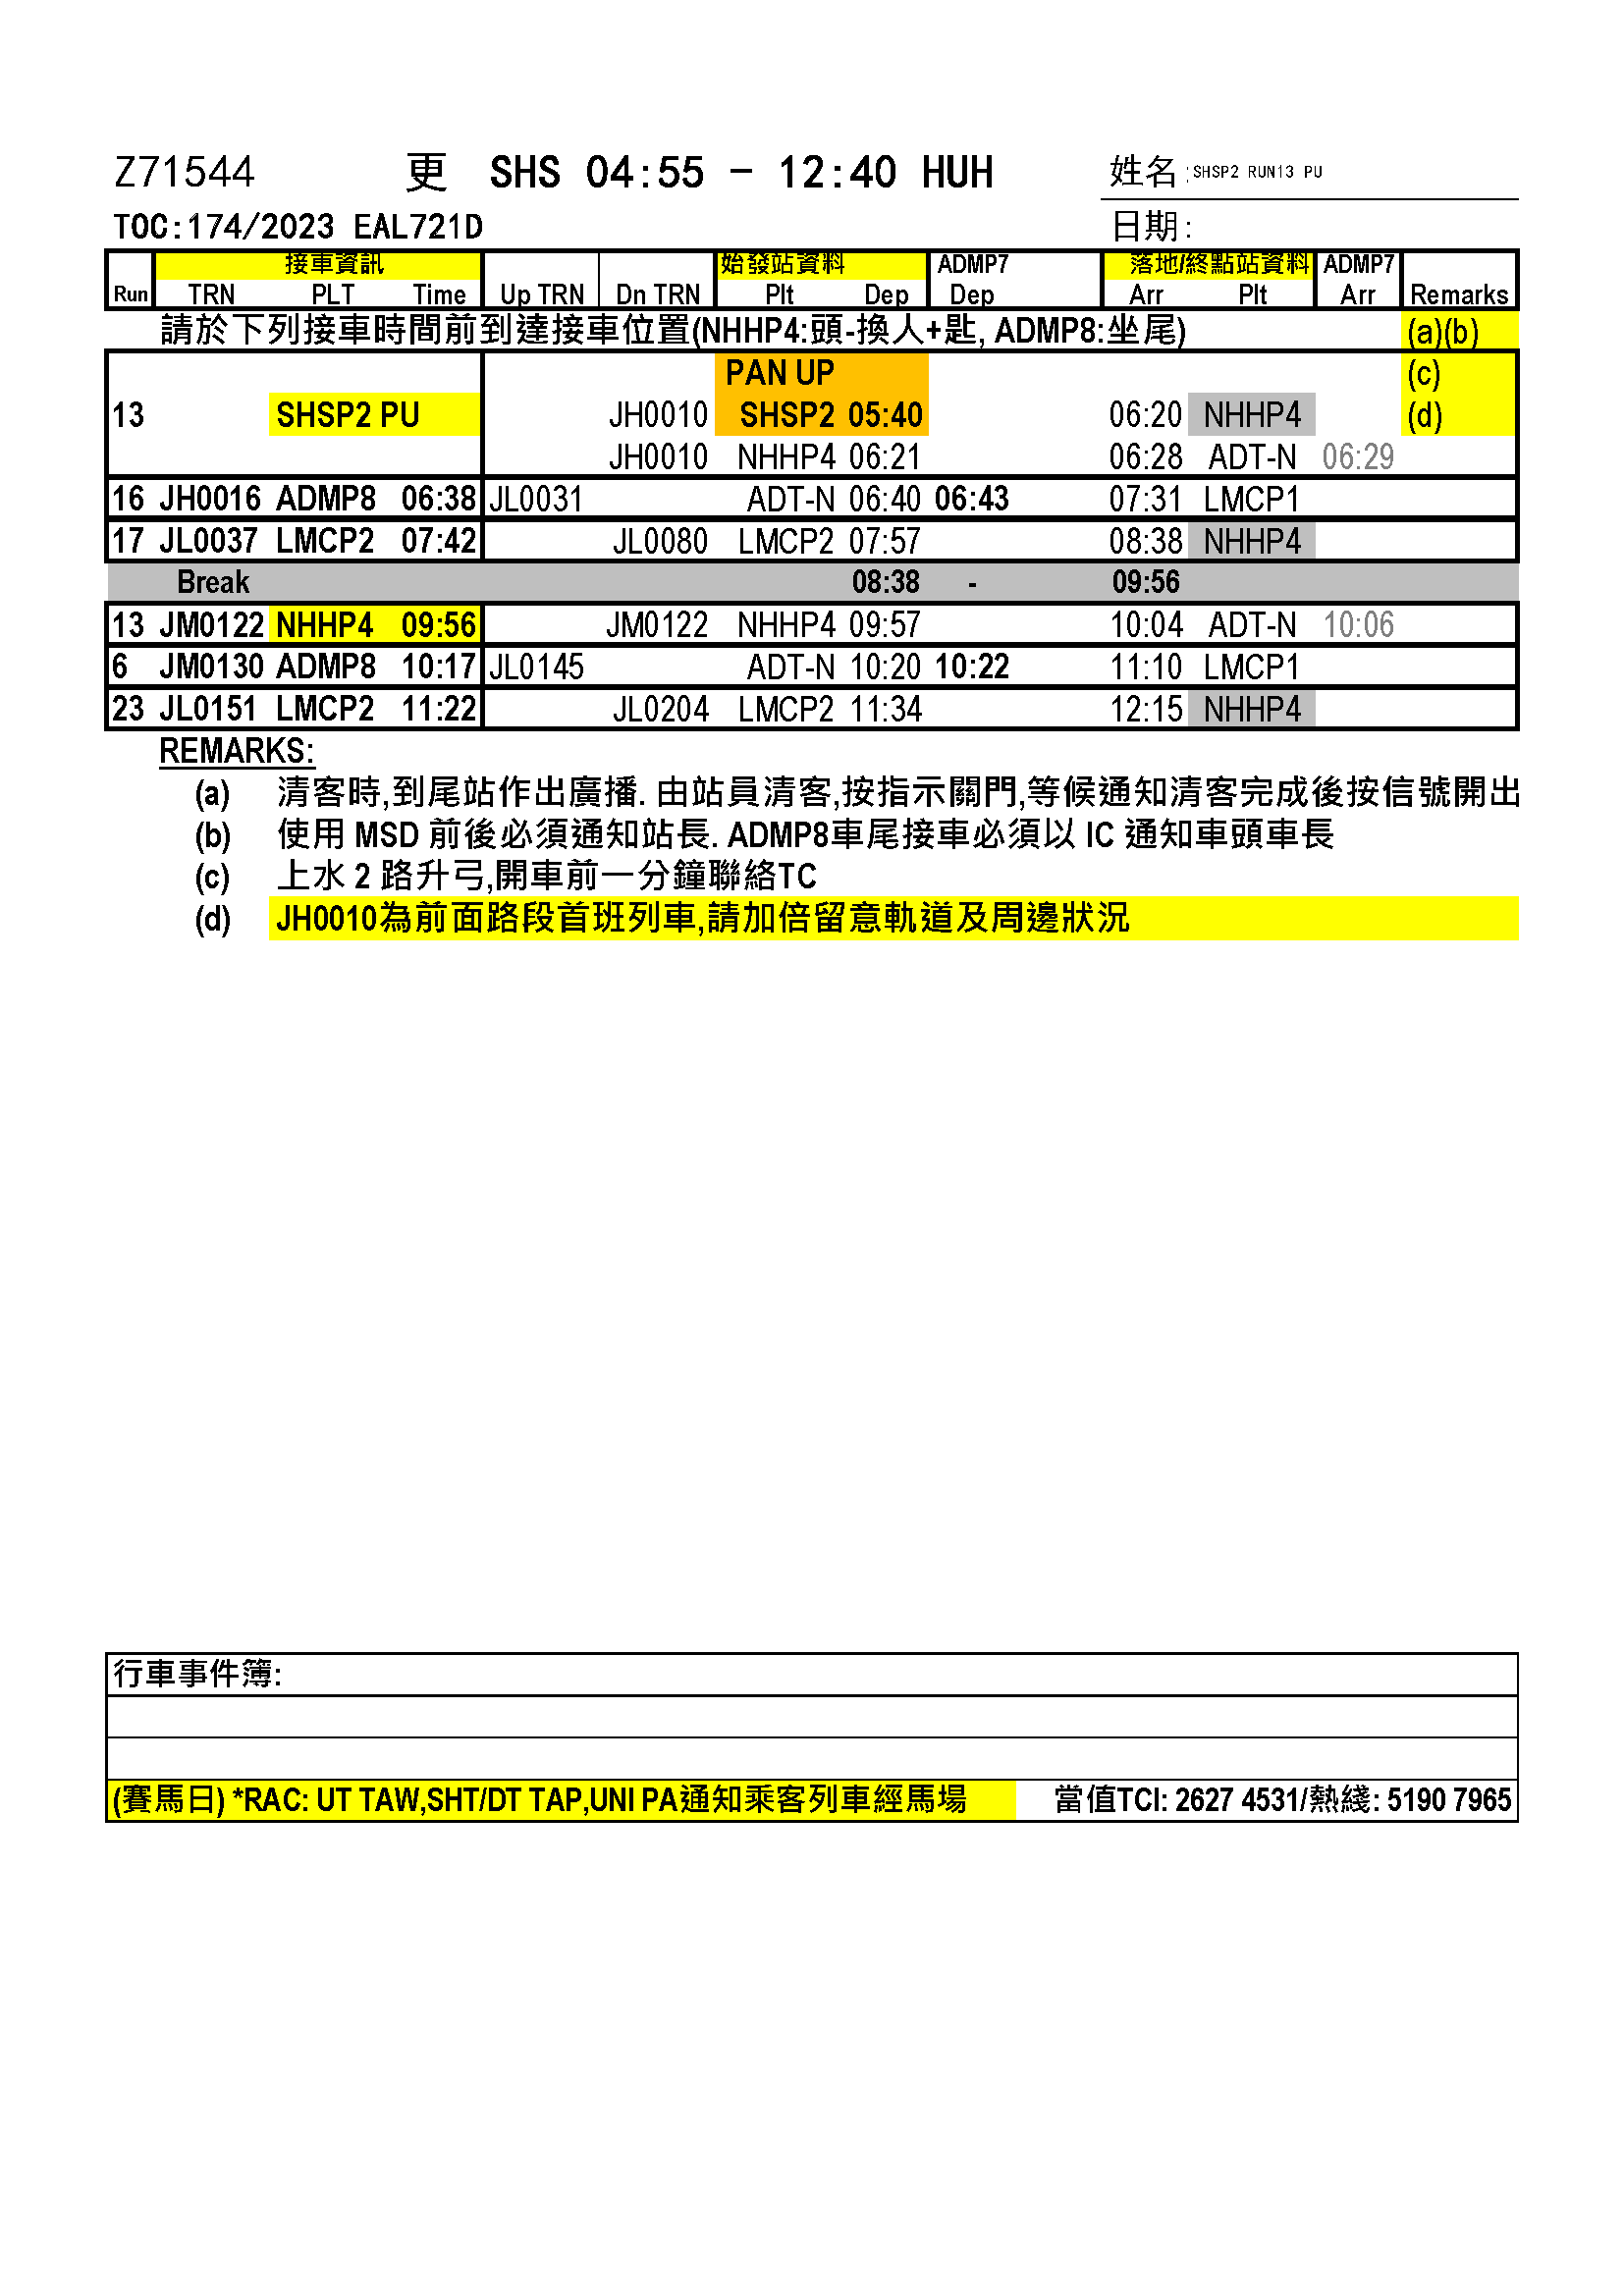 Z71544 更 SHS 04:55 - 12:40 HUH 姓名:SHSP2 RUN13 PU
TOC:174/2023 EAL721D 日期:
接車資訊 始發站資料 ADMP7 落地/終點站資料 ADMP7
Run TRN PLT Time Up TRN Dn TRN Plt Dep Dep Arr Plt Arr Remarks
請於下列接車時間前到達接車位置(NHHP4:頭-換人+匙, ADMP8:坐尾) (a)(b)
PAN UP (c)
13 SHSP2 PU JH0010 SHSP2 05:40 06:20 NHHP4 (d)
JH0010 NHHP4 06:21 06:28 ADT-N 06:29
16 JH0016 ADMP8 06:38 JL0031 ADT-N 06:40 06:43 07:31 LMCP1
17 JL0037 LMCP2 07:42 JL0080 LMCP2 07:57 08:38 NHHP4
Break 08:38 - 09:56
13 JM0122 NHHP4 09:56 JM0122 NHHP4 09:57 10:04 ADT-N 10:06
6 JM0130 ADMP8 10:17 JL0145 ADT-N 10:20 10:22 11:10 LMCP1
23 JL0151 LMCP2 11:22 JL0204 LMCP2 11:34 12:15 NHHP4
REMARKS:
(a) 清客時,到尾站作出廣播. 由站員清客,按指示關門,等候通知清客完成後按信號開出
(b) 使用 MSD 前後必須通知站長. ADMP8車尾接車必須以 IC 通知車頭車長
(c) 上水 2 路升弓,開車前一分鐘聯絡TC
(d) JH0010為前面路段首班列車,請加倍留意軌道及周邊狀況
行車事件簿:
(賽馬日) *RAC: UT TAW,SHT/DT TAP,UNI PA通知乘客列車經馬場 當值TCI: 2627 4531/熱綫: 5190 7965